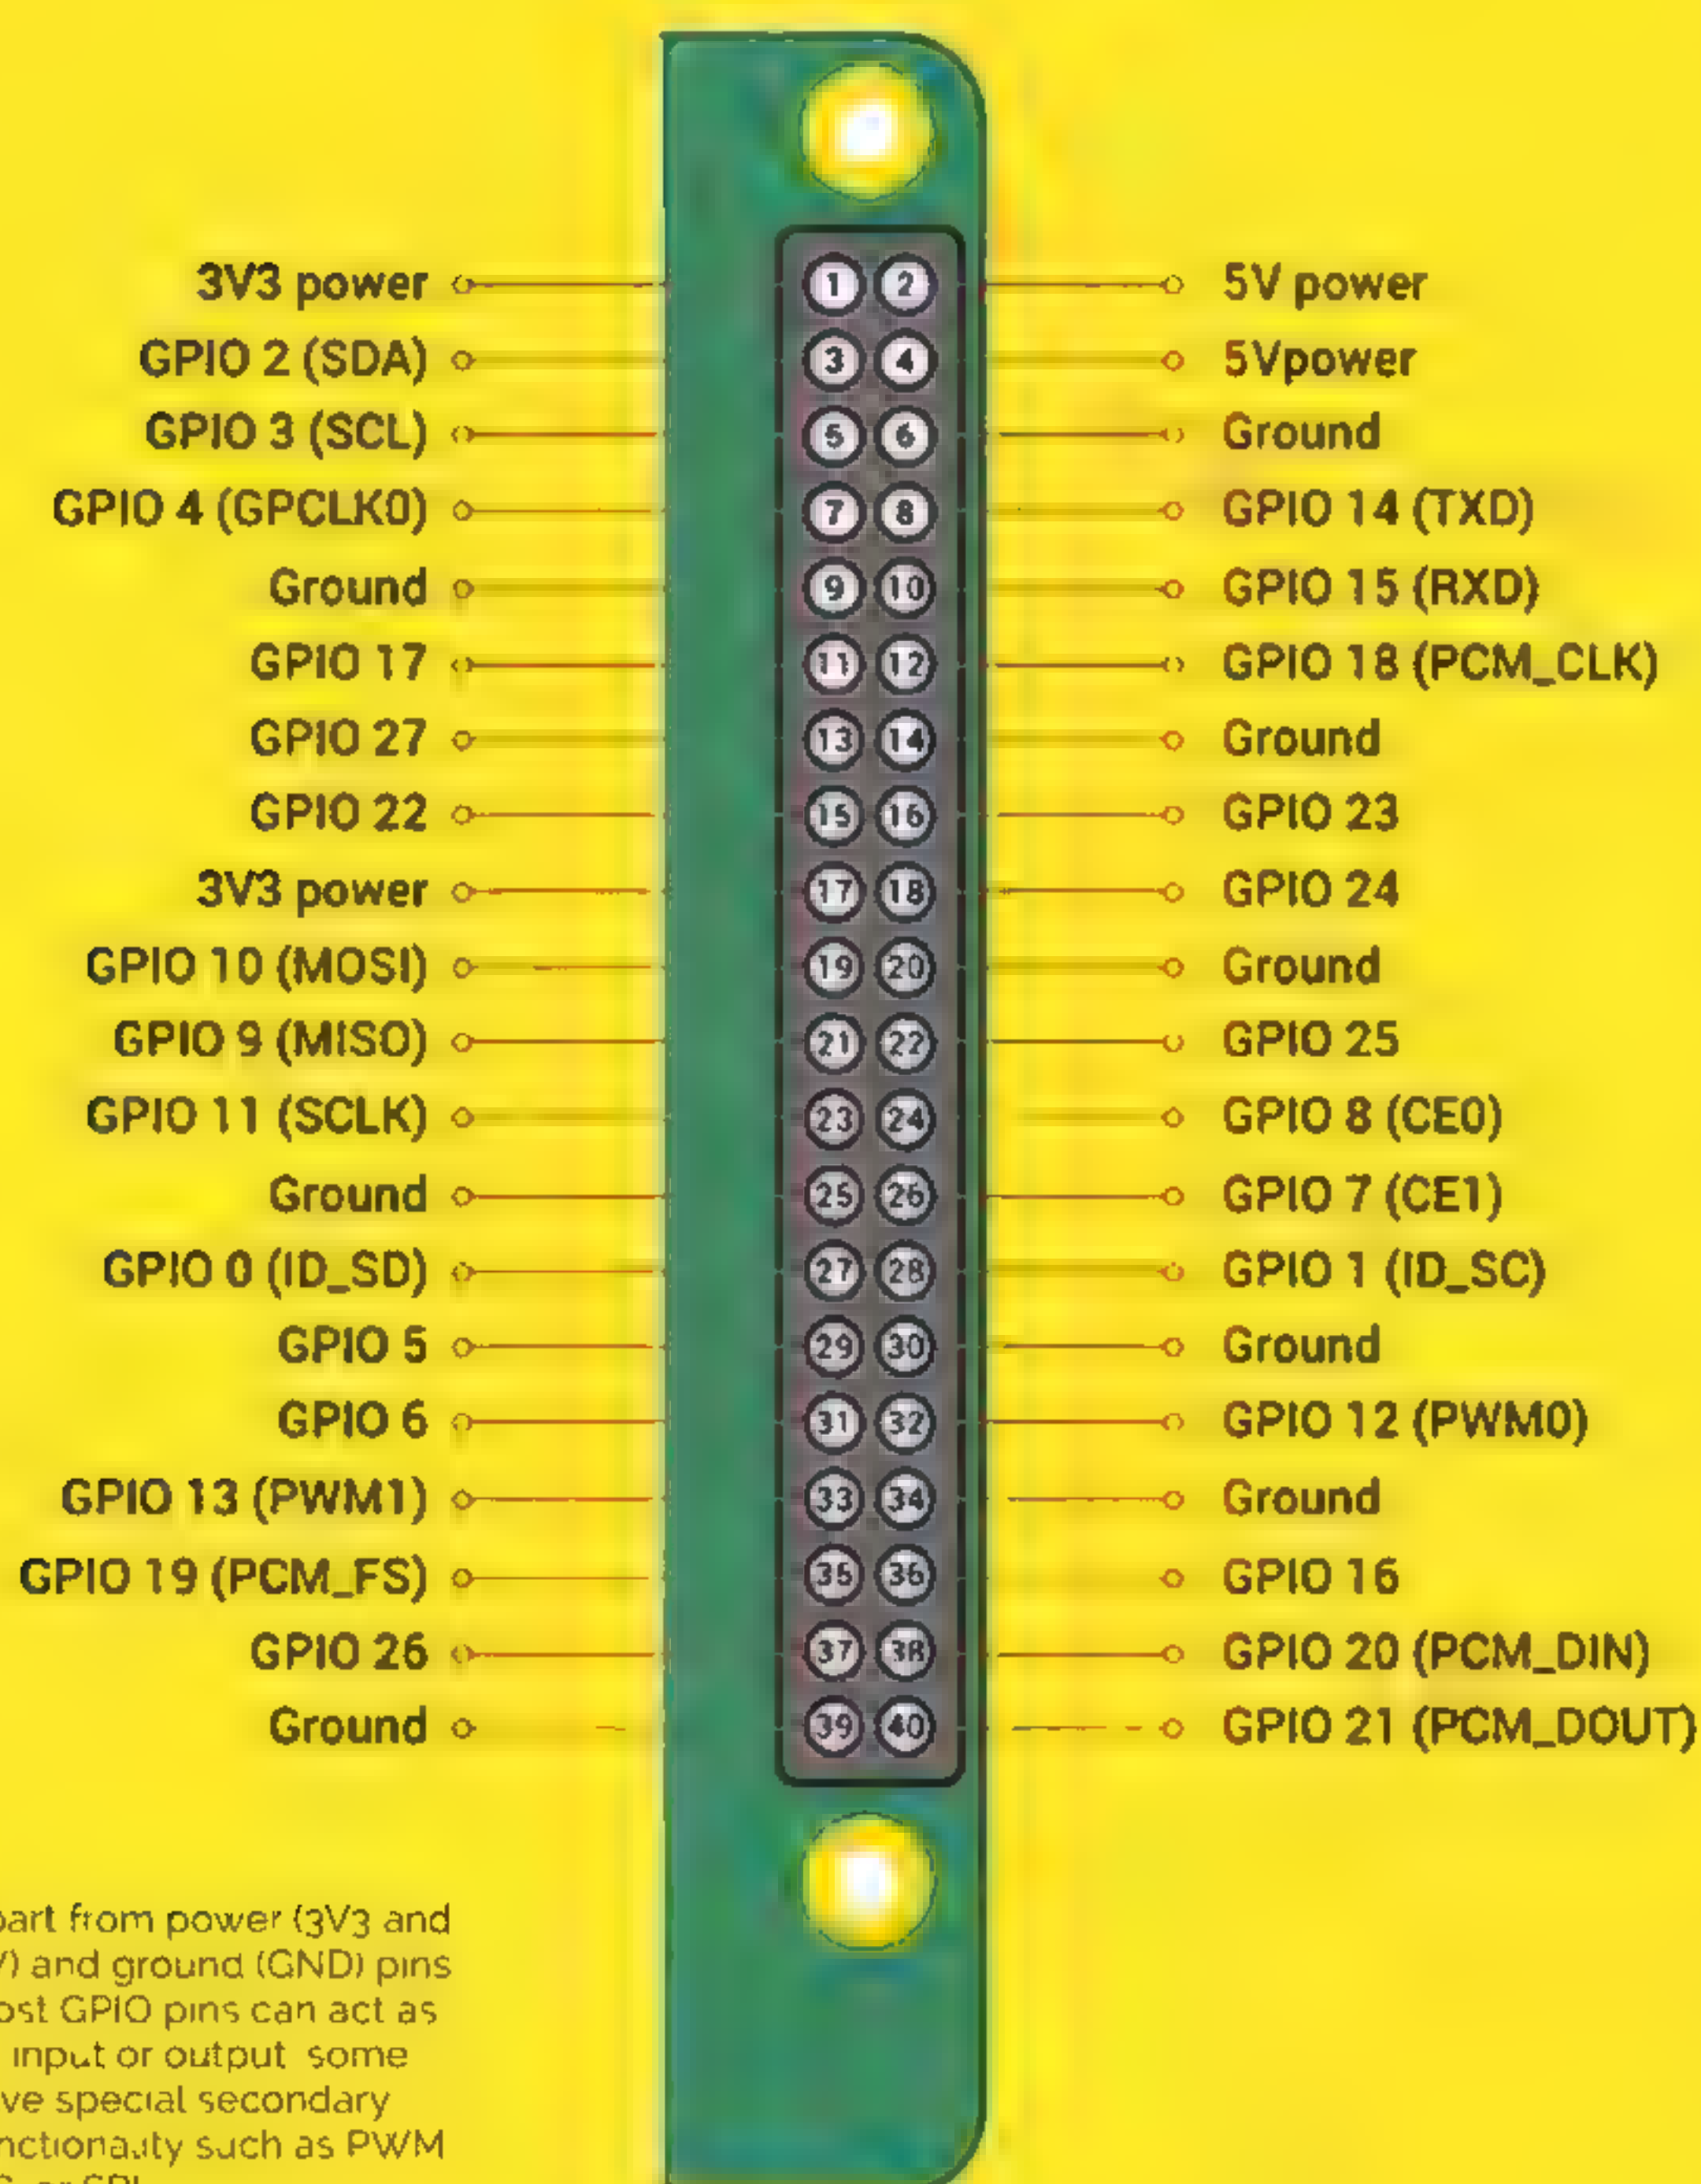 3V3 power 1 2 5V power
GPIO 2 (SDA) 3 4 5Vpower
GPIO 3 (SCL) 5 6 Ground
GPIO 4 (GPCLK0) 7 8 GPIO 14 (TXD)
Ground 9 10 GPIO 15 (RXD)
GPIO 17 11 12 GPIO 18 (PCM_CLK)
GPIO 27 13 14 Ground
GPIO 22 15 16 GPIO 23
3V3 power 17 18 GPIO 24
GPIO 10 (MOSI) 19 20 Ground
GPIO 9 (MISO) 21 22 GPIO 25
GPIO 11 (SCLK) 23 24 GPIO 8 (CE0)
Ground 25 26 GPIO 7 (CE1)
GPIO 0 (ID_SD) 27 28 GPIO 1 (ID_SC)
GPIO 5 29 30 Ground
GPIO 6 31 32 GPIO 12 (PWM0)
GPIO 13 (PWM1) 33 34 Ground
GPIO 19 (PCM_FS) 35 36 GPIO 16
GPIO 26 37 38 GPIO 20 (PCM_DIN)
Ground 39 40 GPIO 21 (PCM_DOUT)
part from power (3V3 and
V) and ground (GND) pins
ost GPIO pins can act as
input or output some
ve special secondary
nctionality such as PWM